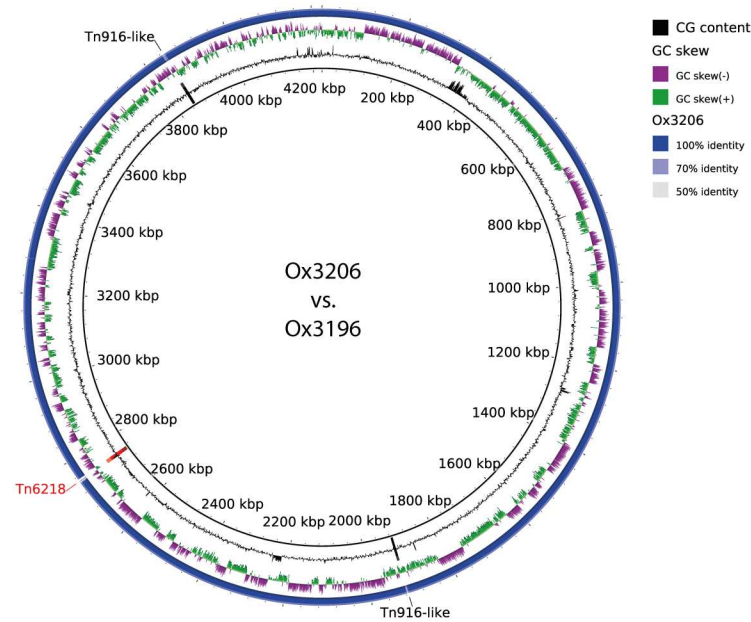 Tn916-like
4000 kbp
4200 kbp
200 kbp
3800 kbp
400 kbp
3600 kbp
600 kbp
3400 kbp
800 kbp
3200 kbp
1000 kbp
3000 kbp
1200 kbp
2800 kbp
1400 kbp
2600 kbp
1600 kbp
2400 kbp
1800 kbp
2200 kbp
2000 kbp
Ox3206
vs.
Ox3196
Tn6218
Tn916-like
CG content
GC skew
GC skew(-)
GC skew(+)
Ox3206
100% identity
70% identity
50% identity